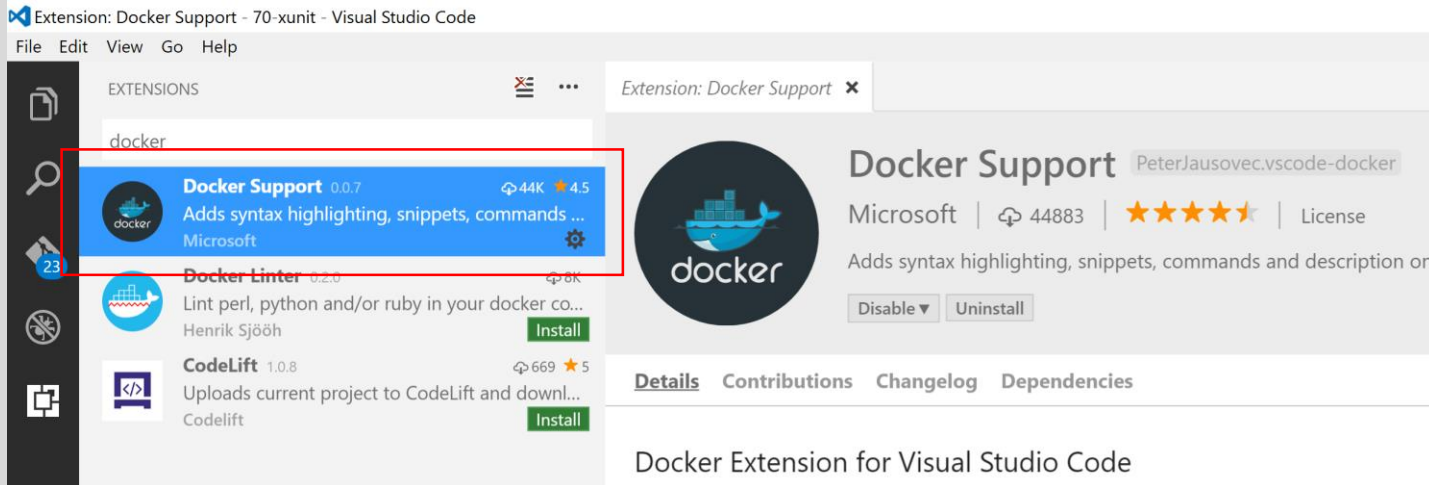 Extension: Docker Support - 70-xunit - Visual Studio Code
File Edit View Go Help
EXTENSIONS
docker
docker
Docker Support 0.0.7 44K 4.5
Adds syntax highlighting, snippets, commands ...
Microsoft
23
Docker Linter 0.2.0 8K
Lint perl, python and/or ruby in your docker co...
Henrik Sjööh Install
CodeLift 1.0.8 669 5
Uploads current project to CodeLift and downl...
Codelift Install
Extension: Docker Support
docker
Docker Support PeterJausovec.vscode-docker
Microsoft | 44883 | License
Adds syntax highlighting, snippets, commands and description or
Disable Uninstall
Details Contributions Changelog Dependencies
Docker Extension for Visual Studio Code